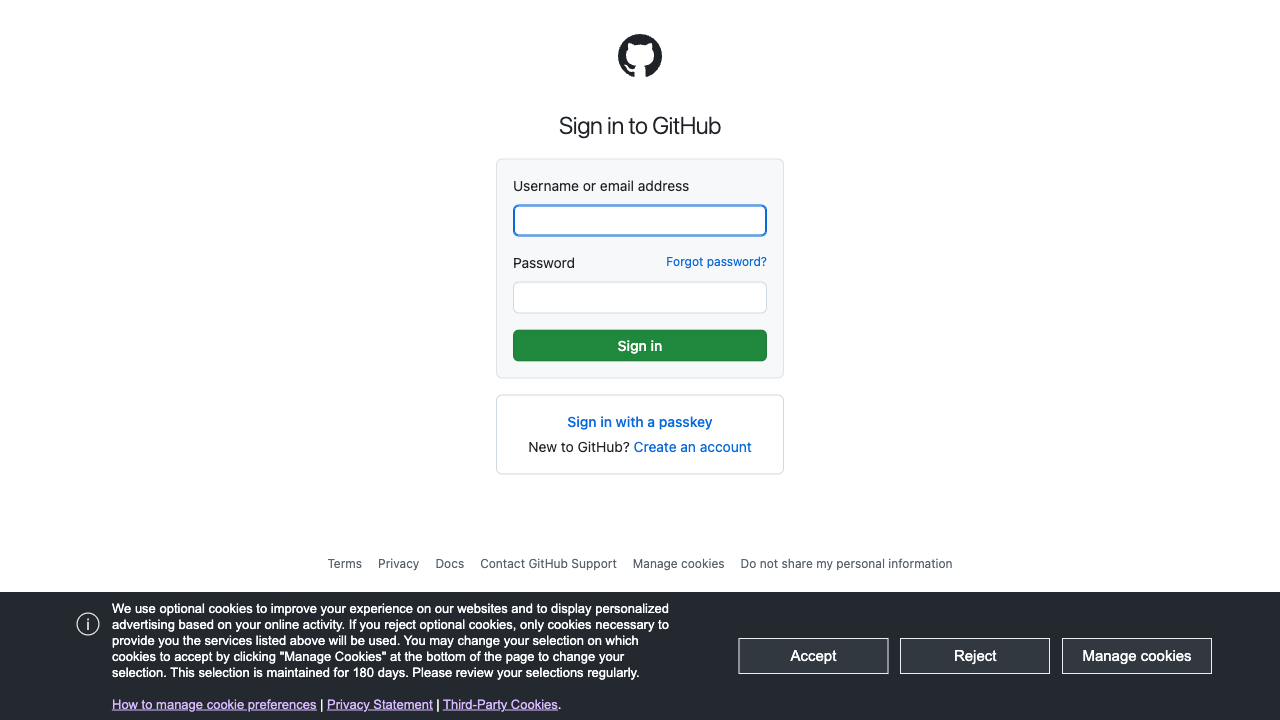 Sign in to GitHub
Username or email address
Password
Forgot password?
Sign in
Sign in with a passkey
New to GitHub? Create an account
Terms Privacy Docs Contact GitHub Support Manage cookies Do not share my personal information
We use optional cookies to improve your experience on our websites and to display personalized
advertising based on your online activity. If you reject optional cookies, only cookies necessary to
provide you the services listed above will be used. You may change your selection on which
cookies to accept by clicking "Manage Cookies" at the bottom of the page to change your
selection. This selection is maintained for 180 days. Please review your selections regularly.
How to manage cookie preferences | Privacy Statement | Third-Party Cookies.
Accept
Reject
Manage cookies